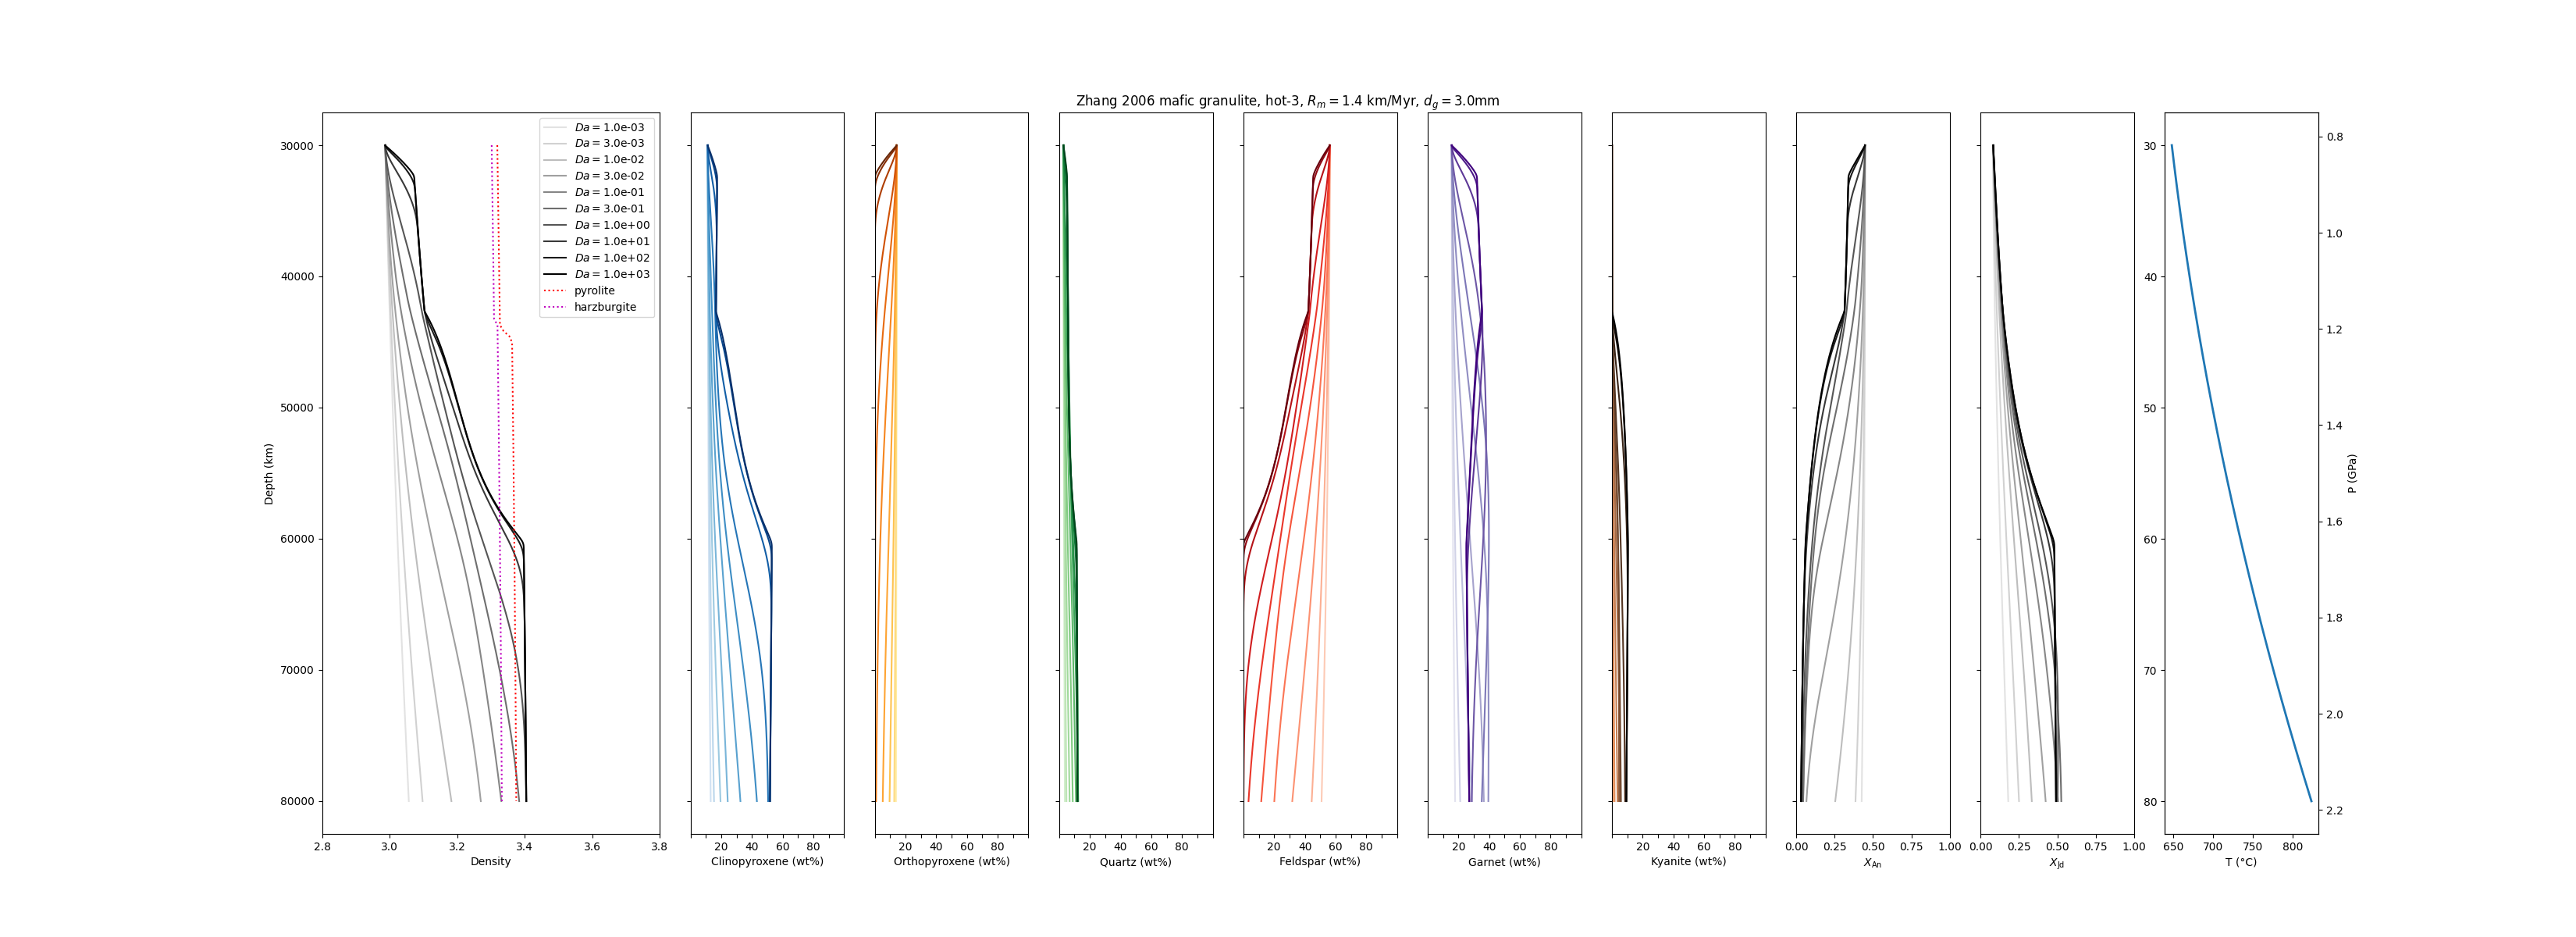 Zhang 2006 mafic granulite, hot-3, R_m = 1.4 km/Myr, d_g = 3.0mm
Da = 1.0e-03
Da = 3.0e-03
Da = 1.0e-02
Da = 3.0e-02
Da = 1.0e-01
Da = 3.0e-01
Da = 1.0e+00
Da = 1.0e+01
Da = 1.0e+02
Da = 1.0e+03
pyrolite
harzburgite
Depth (km)
30000
40000
50000
60000
70000
80000
2.8 3.0 3.2 3.4 3.6 3.8
Density
20 40 60 80
Clinopyroxene (wt%)
20 40 60 80
Orthopyroxene (wt%)
20 40 60 80
Quartz (wt%)
20 40 60 80
Feldspar (wt%)
20 40 60 80
Garnet (wt%)
20 40 60 80
Kyanite (wt%)
0.00 0.25 0.50 0.75 1.00
X_An
0.00 0.25 0.50 0.75 1.00
X_Jd
30
40
50
60
70
80
650 700 750 800
T (°C)
0.8
1.0
1.2
1.4
1.6
1.8
2.0
2.2
P (GPa)